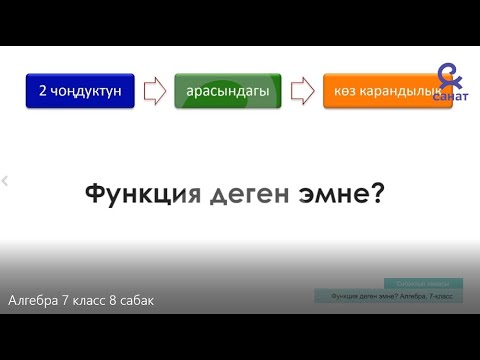 2 чоңдуктун
арасындагы
көз карандылык
санат
Функция деген эмне?
Сабактын темасы
Функция деген эмне? Алгебра, 7-класс
Алгебра 7 класс 8 сабак